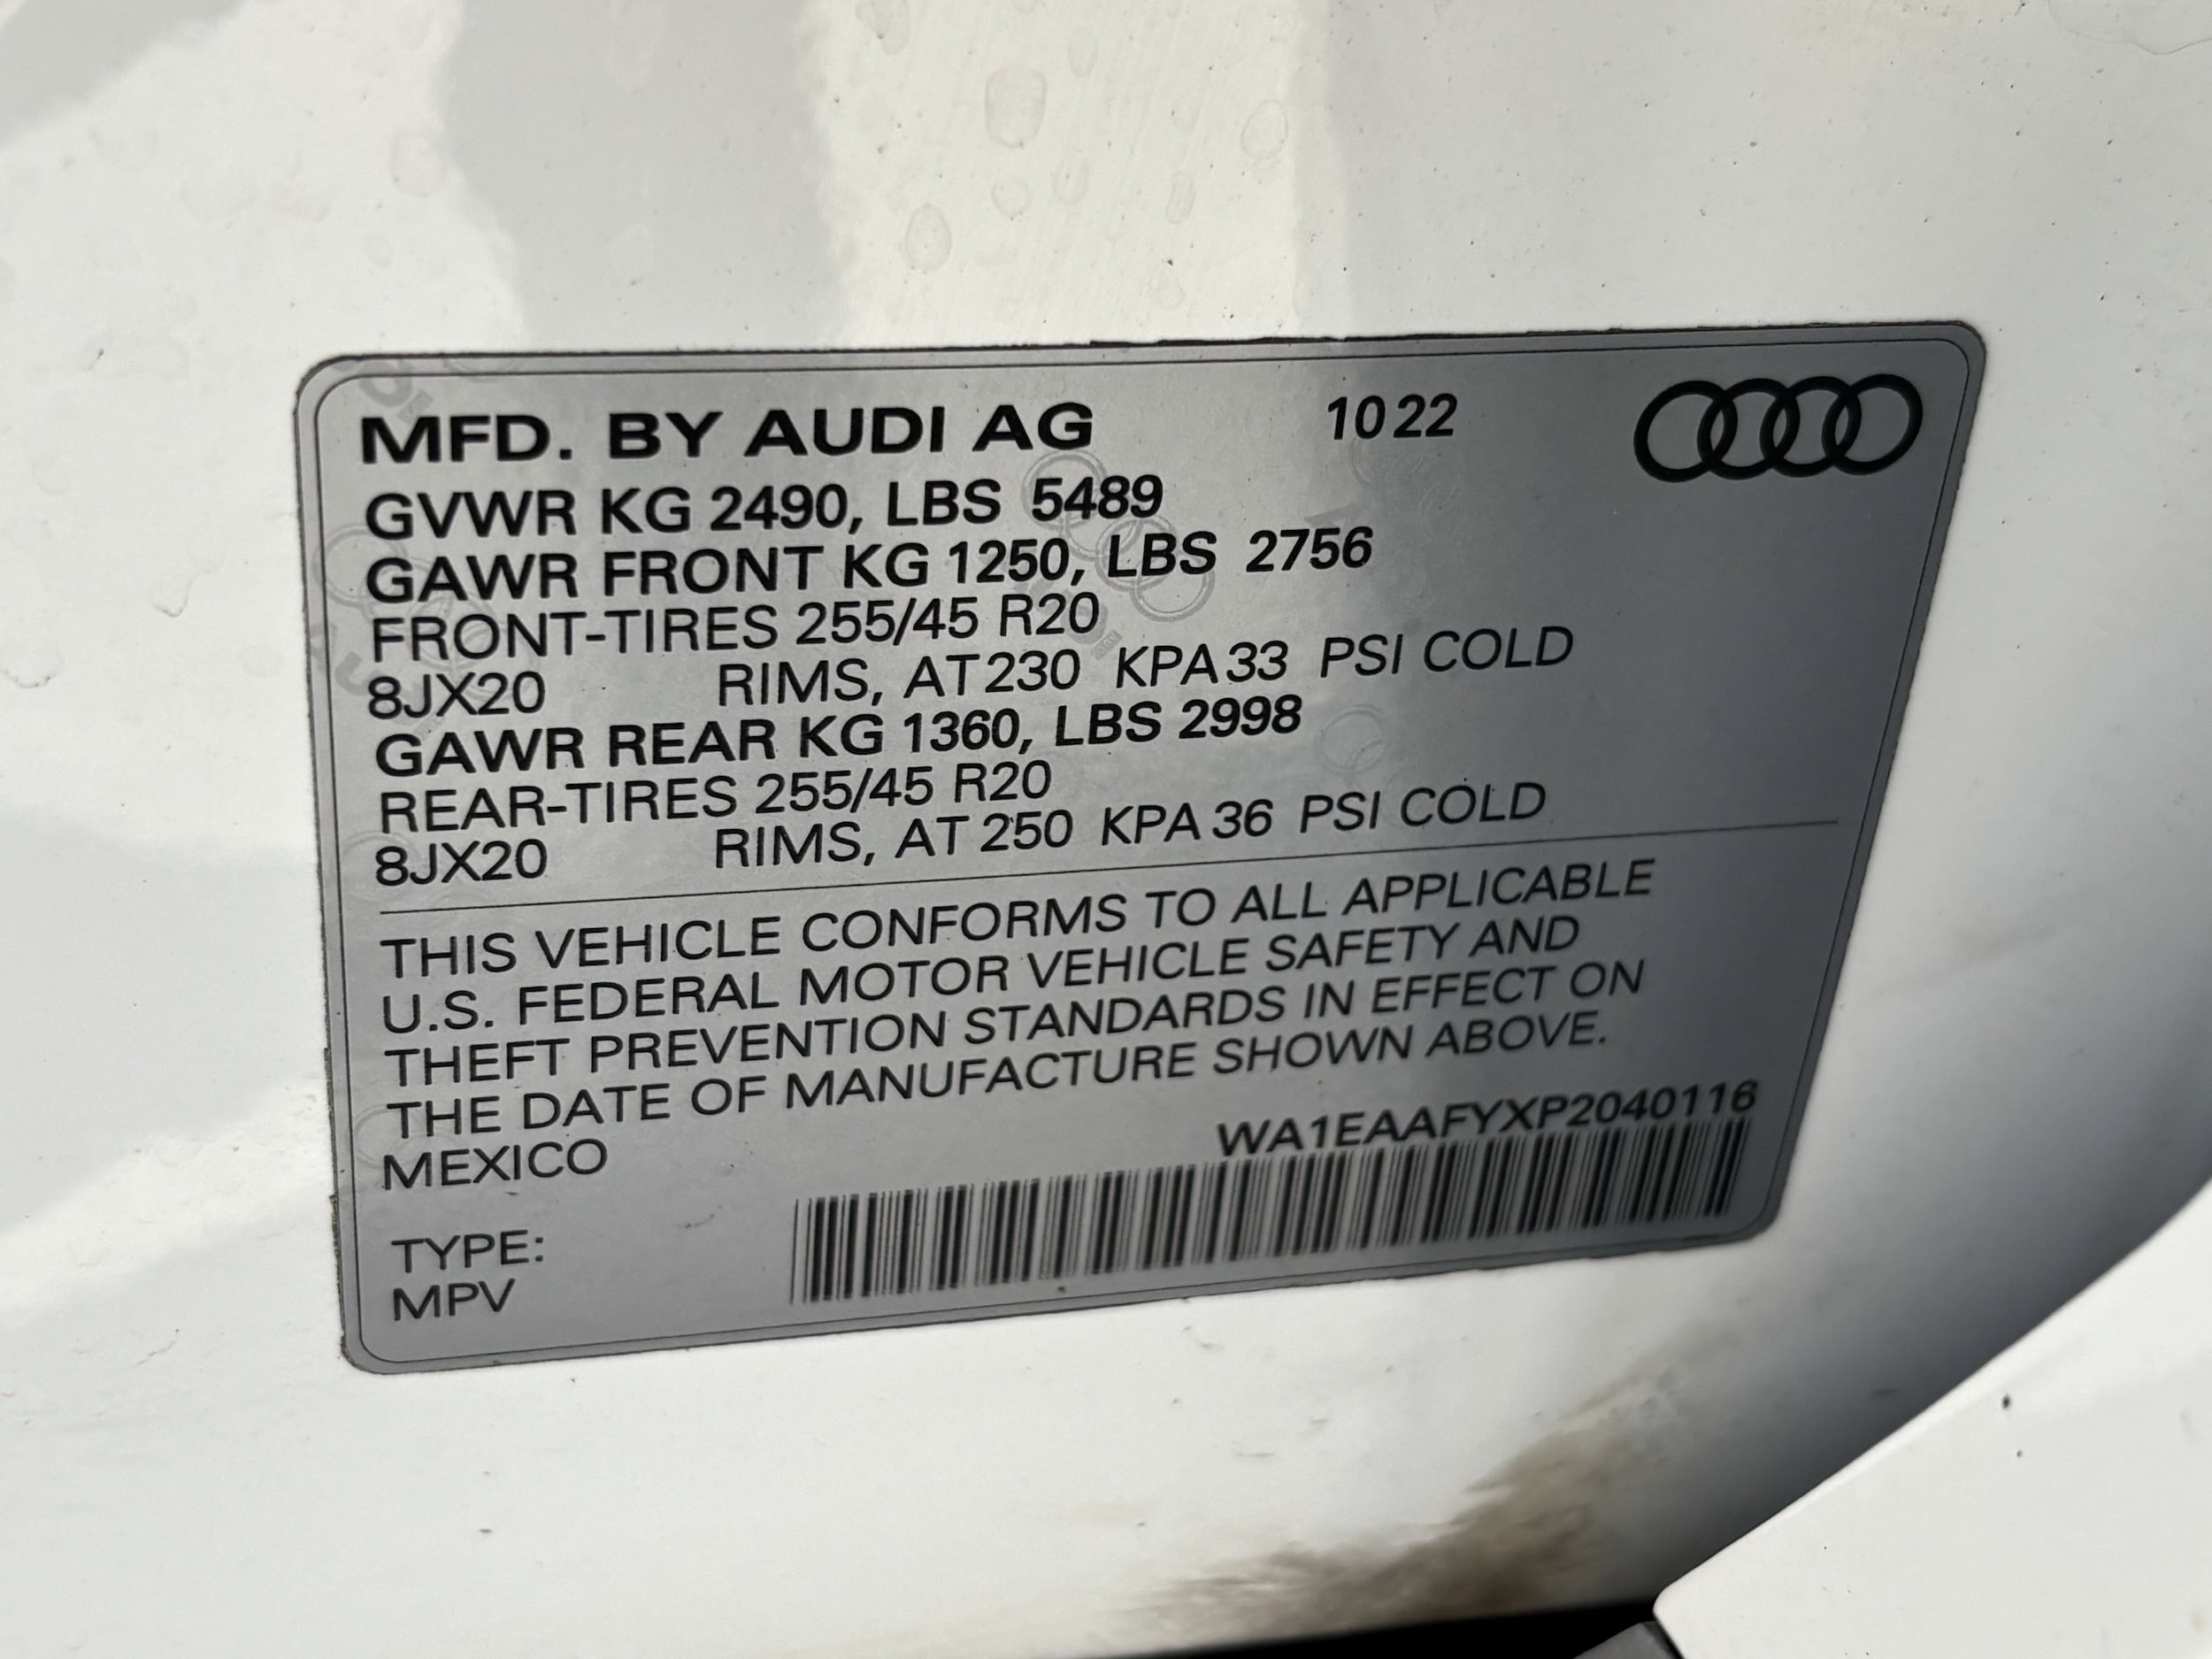 MFD. BY AUDI AG 1022
GVWR KG 2490, LBS 5489
GAWR FRONT KG 1250, LBS 2756
FRONT-TIRES 255/45 R20
8JX20 RIMS, AT 230 KPA 33 PSI COLD
GAWR REAR KG 1360, LBS 2998
REAR-TIRES 255/45 R20
8JX20 RIMS, AT 250 KPA 36 PSI COLD
THIS VEHICLE CONFORMS TO ALL APPLICABLE
U.S. FEDERAL MOTOR VEHICLE SAFETY AND
THEFT PREVENTION STANDARDS IN EFFECT ON
THE DATE OF MANUFACTURE SHOWN ABOVE.
MEXICO
WA1EAAFYXP2040116
TYPE:
MPV